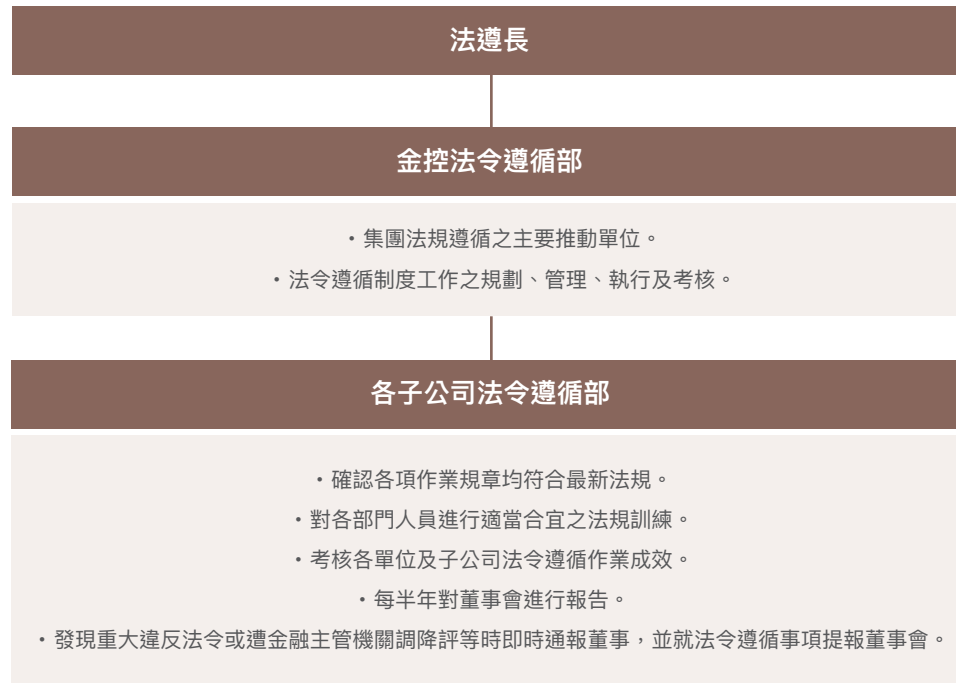 法遵長
金控法令遵循部
・集團法規遵循之主要推動單位。
・法令遵循制度工作之規劃、管理、執行及考核。
各子公司法令遵循部
・確認各項作業規章均符合最新法規。
・對各部門人員進行適當合宜之法規訓練。
・考核各單位及子公司法令遵循作業成效。
・每半年對董事會進行報告。
・發現重大違反法令或遭金融主管機關調降評等時即時通報董事，並就法令遵循事項提報董事會。